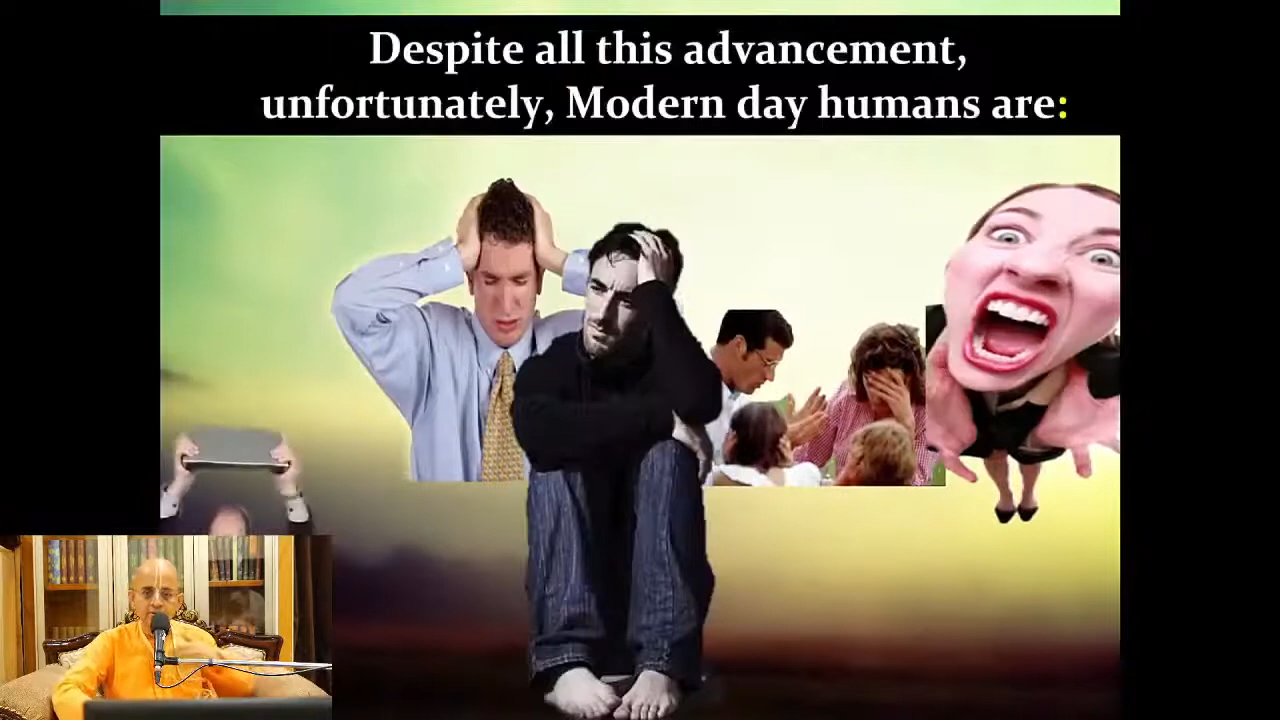 Despite all this advancement,
unfortunately, Modern day humans are: